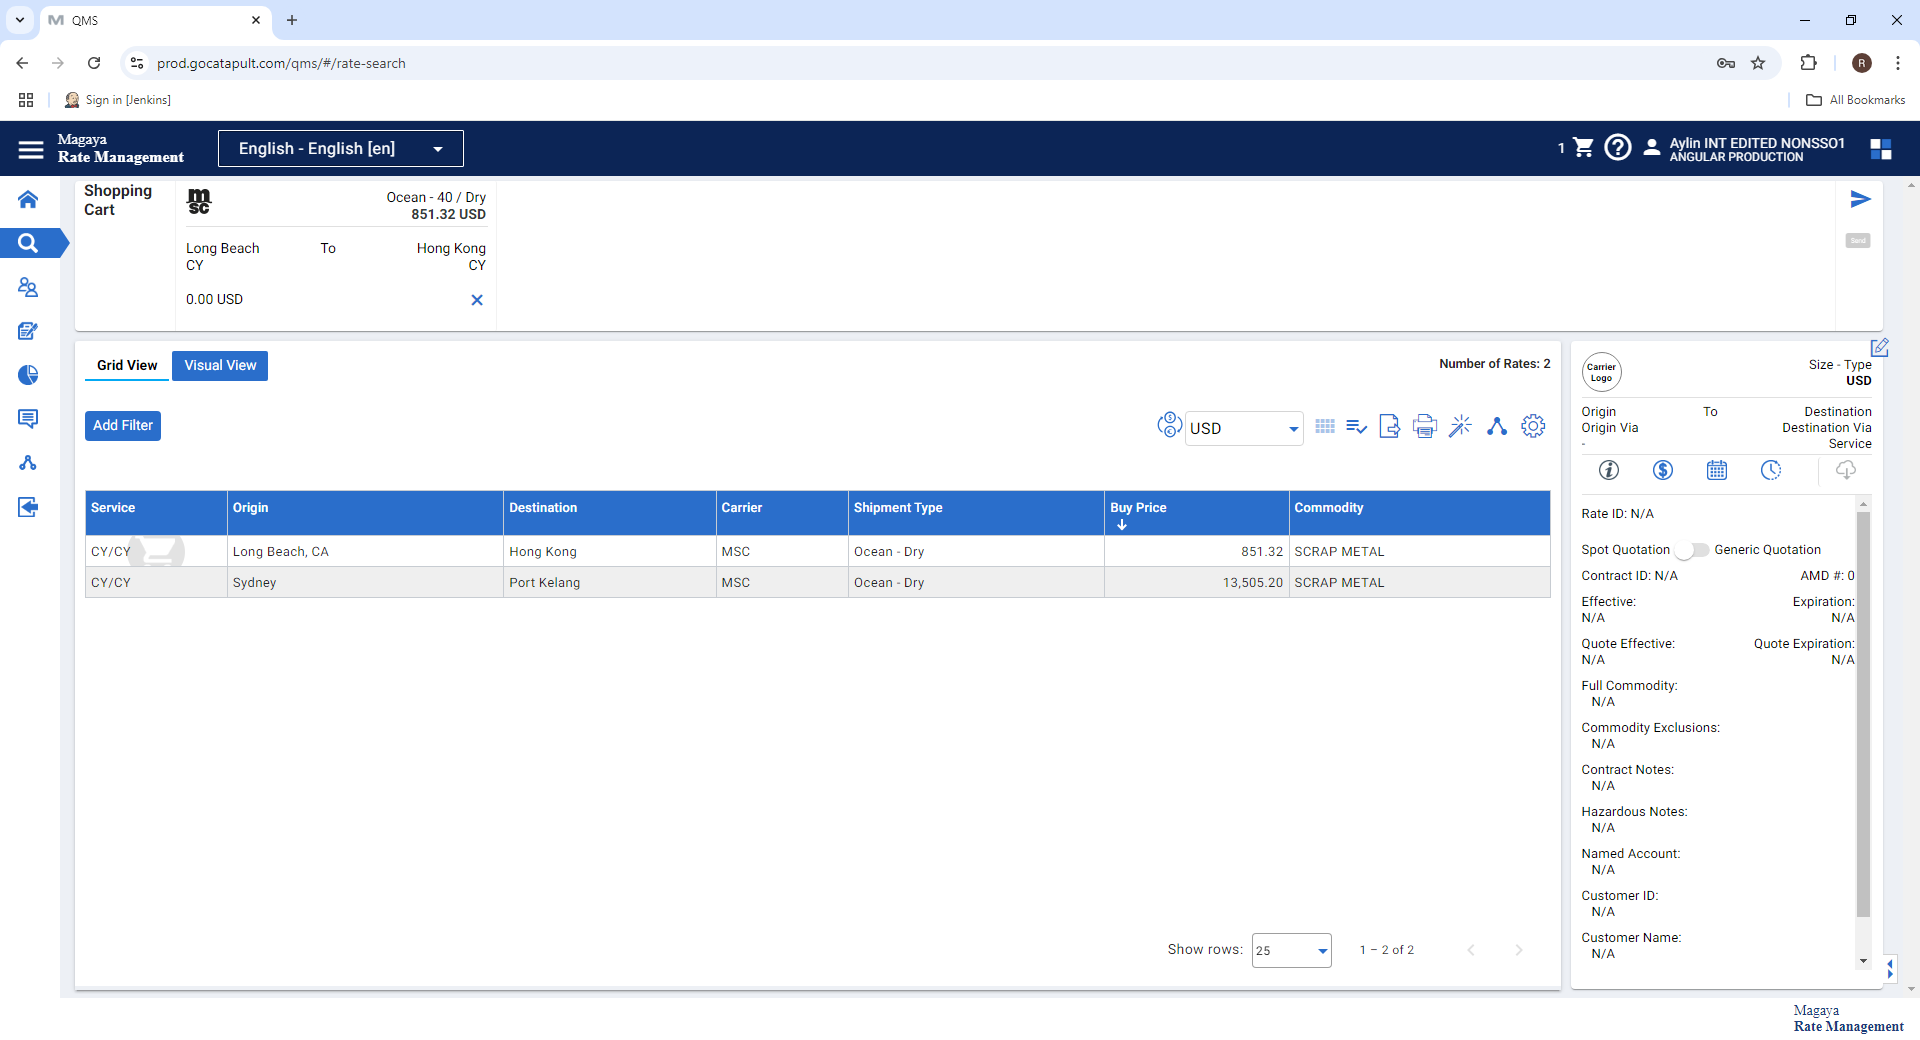 QMS
prod.gocatapult.com/qms/#/rate-search
R
Sign in [Jenkins]
All Bookmarks
Magaya
Rate Management
English - English [en]
1
Aylin INT EDITED NONSSO1
ANGULAR PRODUCTION
Shopping
Cart
msc
Ocean - 40 / Dry
851.32 USD
Long Beach To Hong Kong
CY CY
0.00 USD
Send
Grid View Visual View
Number of Rates: 2
Add Filter
USD
Service Origin Destination Carrier Shipment Type Buy Price Commodity
CY/CY Long Beach, CA Hong Kong MSC Ocean - Dry 851.32 SCRAP METAL
CY/CY Sydney Port Kelang MSC Ocean - Dry 13,505.20 SCRAP METAL
Show rows: 25 1 – 2 of 2
Carrier
Logo
Size - Type
USD
Origin To Destination
Origin Via Destination Via
- Service
Rate ID: N/A
Spot Quotation Generic Quotation
Contract ID: N/A AMD #: 0
Effective: Expiration:
N/A N/A
Quote Effective: Quote Expiration:
N/A N/A
Full Commodity:
N/A
Commodity Exclusions:
N/A
Contract Notes:
N/A
Hazardous Notes:
N/A
Named Account:
N/A
Customer ID:
N/A
Customer Name:
N/A
Magaya
Rate Management